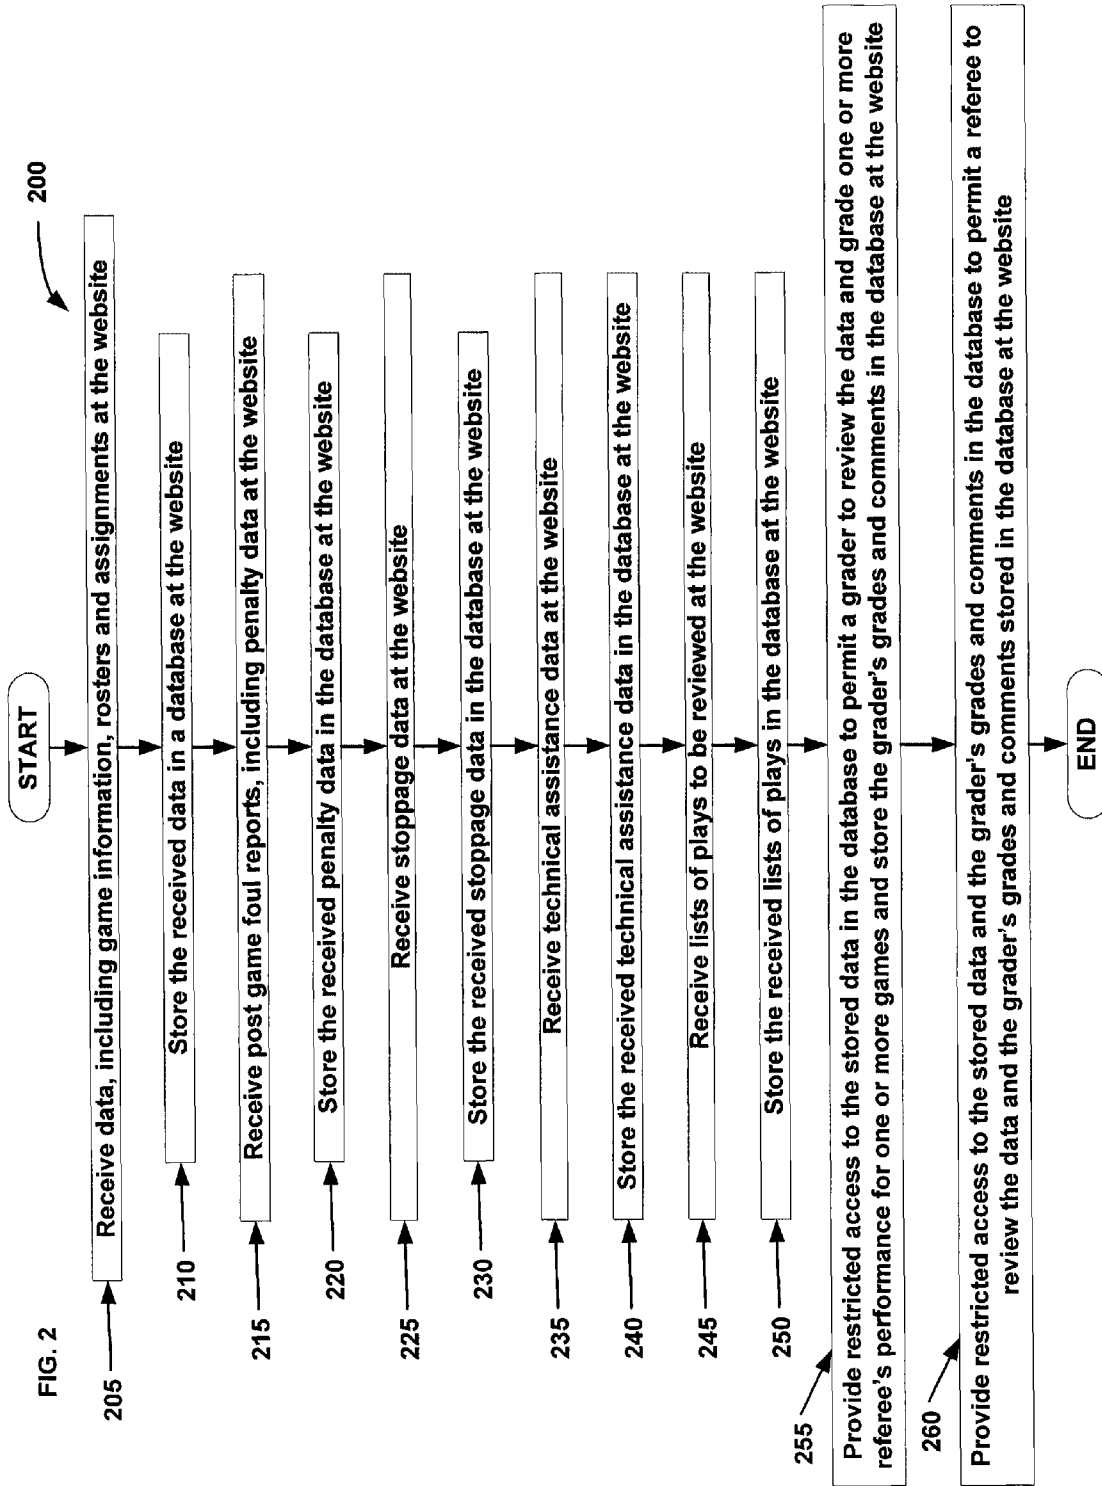 FIG. 2
200
START
205
Receive data, including game information, rosters and assignments at the website
210
Store the received data in a database at the website
215
Receive post game foul reports, including penalty data at the website
220
Store the received penalty data in the database at the website
225
Receive stoppage data at the website
230
Store the received stoppage data in the database at the website
235
Receive technical assistance data at the website
240
Store the received technical assistance data in the database at the website
245
Receive lists of plays to be reviewed at the website
250
Store the received lists of plays in the database at the website
255
Provide restricted access to the stored data in the database to permit a grader to review the data and grade one or more
referee's performance for one or more games and store the grader's grades and comments in the database at the website
260
Provide restricted access to the stored data and the grader's grades and comments in the database to permit a referee to
review the data and the grader's grades and comments stored in the database at the website
END